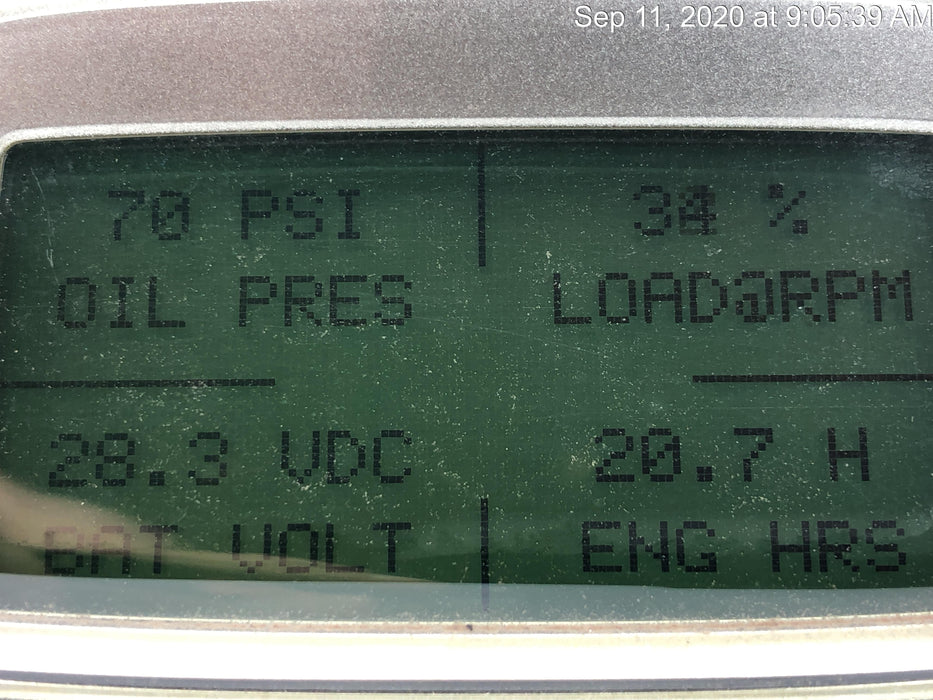 Sep 11, 2020 at 9:05:39 AM
70 PSI
OIL PRES
%
LOAD@RPM
28.3 VDC
BAT VOLT
20.7 H
ENG HRS